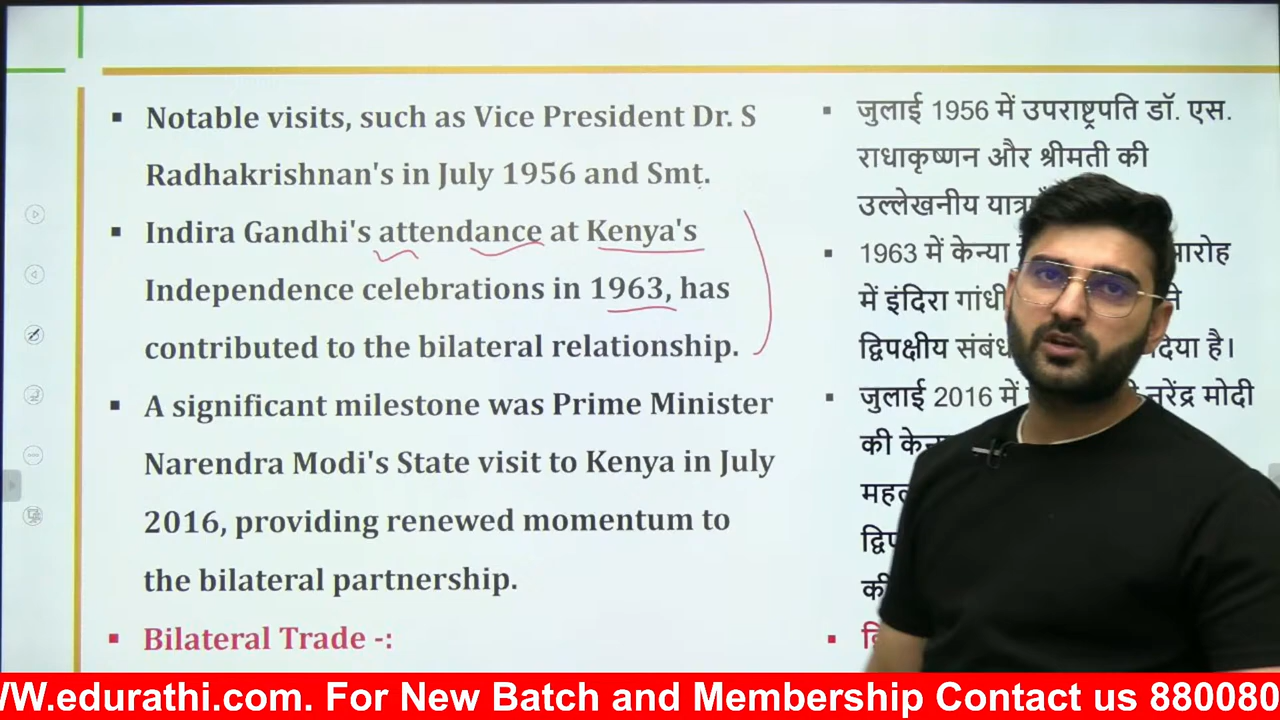 Notable visits, such as Vice President Dr. S
Radhakrishnan's in July 1956 and Smt.
Indira Gandhi's attendance at Kenya's
Independence celebrations in 1963, has
contributed to the bilateral relationship.
A significant milestone was Prime Minister
Narendra Modi's State visit to Kenya in July
2016, providing renewed momentum to
the bilateral partnership.
Bilateral Trade -:
जुलाई 1956 में उपराष्ट्रपति डॉ. एस.
राधाकृष्णन और श्रीमती की
उल्लेखनीय
1963 में केन्या
में इंदिरा
द्विपक्षीय दिया है।
जुलाई 2016 में नरेंद्र मोदी
की
WW.edurathi.com. For New Batch and Membership Contact us 880080